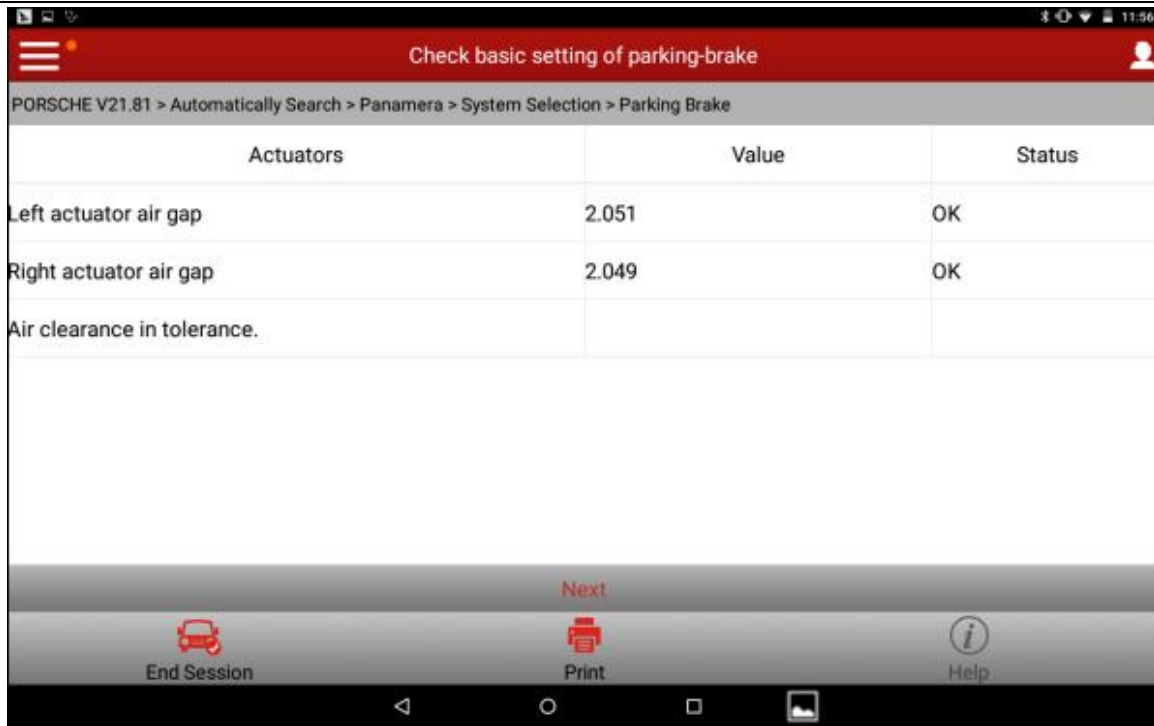 11:56
Check basic setting of parking-brake
PORSCHE V21.81 > Automatically Search > Panamera > System Selection > Parking Brake
Actuators Value Status
Left actuator air gap 2.051 OK
Right actuator air gap 2.049 OK
Air clearance in tolerance.
Next
End Session Print Help